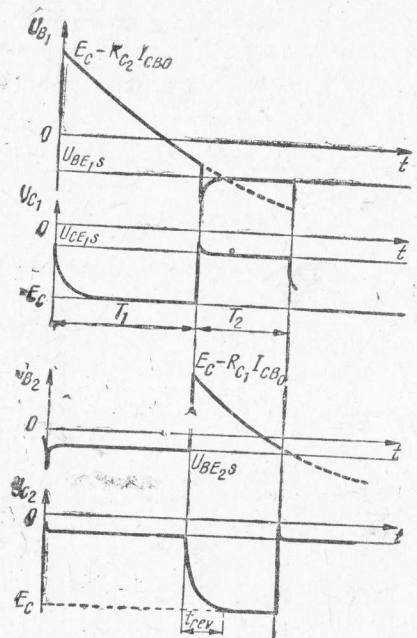 U_B1
E_C - R_C2 I_CBO
0
t
U_BE1s
U_C1
0
U_CE1s
t
-E_C
T_1
T_2
U_B2
E_C - R_C1 I_CBO
0
t
U_BE2s
U_C2
0
t
-E_C
t_rev